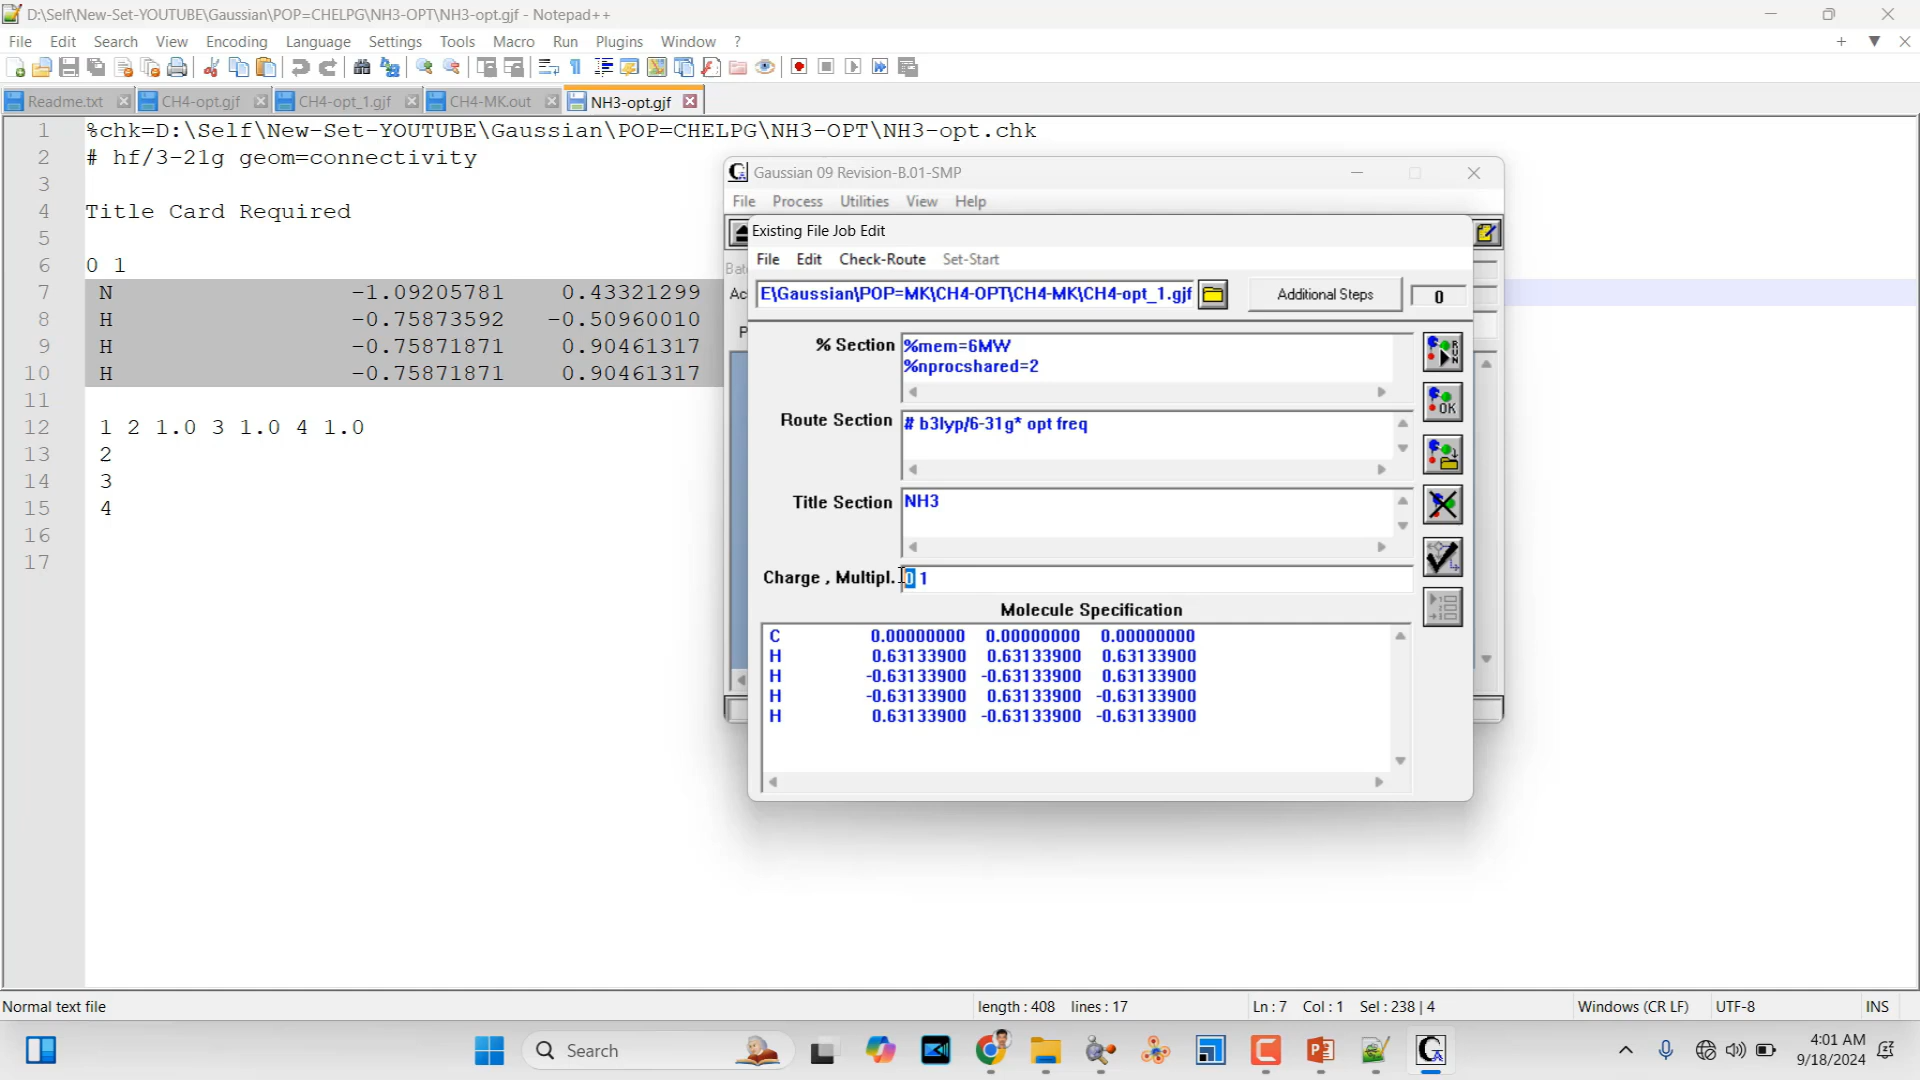 D:\Self\New-Set-YOUTUBE\Gaussian\POP=CHELPG\NH3-OPT\NH3-opt.gjf - Notepad++
File Edit Search View Encoding Language Settings Tools Macro Run Plugins Window ?
Readme.txt CH4-opt.gjf CH4-opt_1.gjf CH4-MK.out NH3-opt.gjf
1 %chk=D:\Self\New-Set-YOUTUBE\Gaussian\POP=CHELPG\NH3-OPT\NH3-opt.chk
2 # hf/3-21g geom=connectivity
3
4 Title Card Required
5
6 0 1
7 N -1.09205781 0.43321299
8 H -0.75873592 -0.50960010
9 H -0.75871871 0.90461317
10 H -0.75871871 0.90461317
11
12 1 2 1.0 3 1.0 4 1.0
13 2
14 3
15 4
16
17
Gaussian 09 Revision-B.01-SMP
File Process Utilities View Help
Existing File Job Edit
File Edit Check-Route Set-Start
E\Gaussian\POP=MK\CH4-OPT\CH4-MK\CH4-opt_1.gjf Additional Steps 0
% Section %mem=6MW
%nprocshared=2
Route Section # b3lyp/6-31g* opt freq
Title Section NH3
Charge , Multipl. 0 1
Molecule Specification
C 0.00000000 0.00000000 0.00000000
H 0.63133900 0.63133900 0.63133900
H -0.63133900 -0.63133900 0.63133900
H -0.63133900 0.63133900 -0.63133900
H 0.63133900 -0.63133900 -0.63133900
RUN
OK
Normal text file length : 408 lines : 17 Ln : 7 Col : 1 Sel : 238 | 4 Windows (CR LF) UTF-8 INS
Search
4:01 AM
9/18/2024